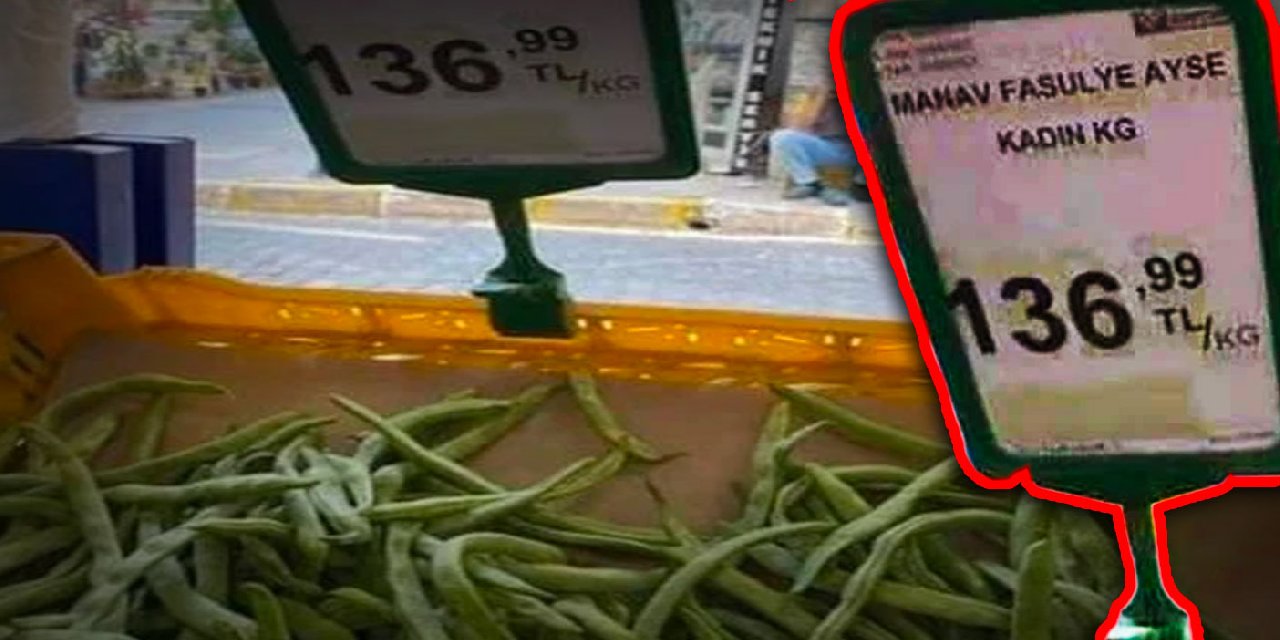 136,99
TL/KG
MANAV FASULYE AYSE
KADIN KG
136,99
TL/KG